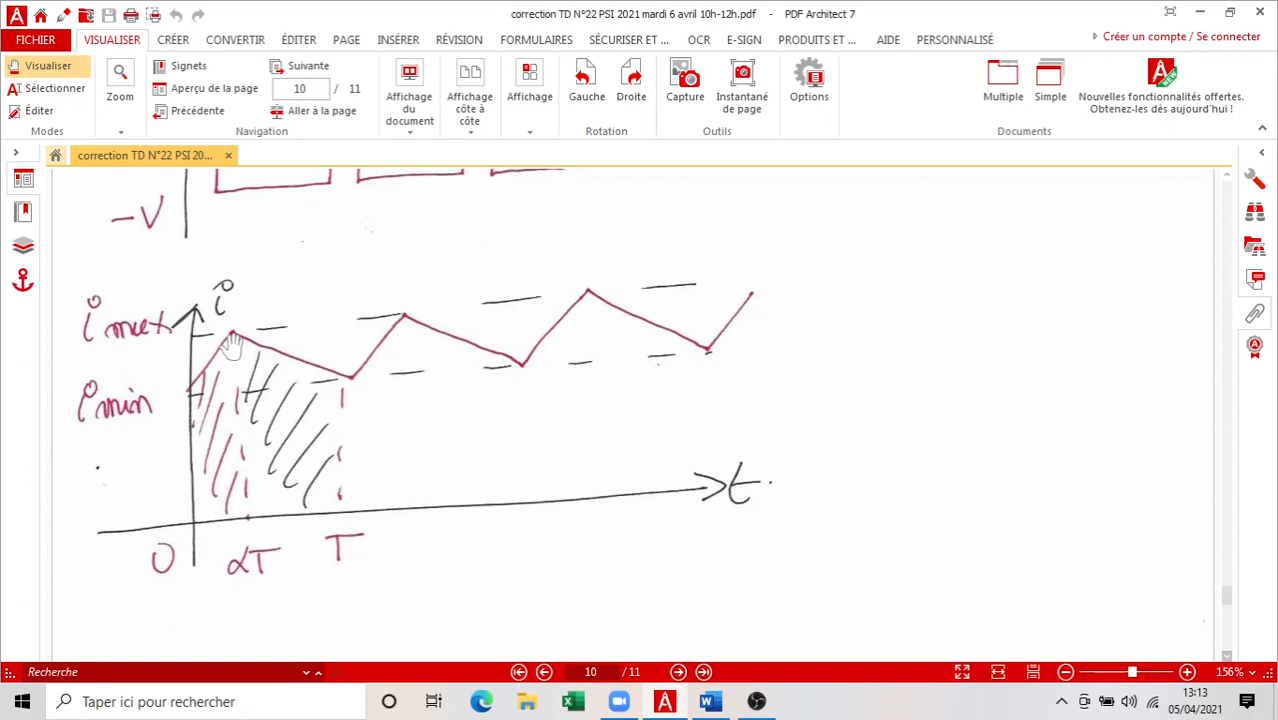 correction TD N°22 PSI 2021 mardi 6 avril 10h-12h.pdf - PDF Architect 7
FICHIER VISUALISER CRÉER CONVERTIR ÉDITER PAGE INSÉRER RÉVISION FORMULAIRES SÉCURISER ET ... OCR E-SIGN PRODUITS ET ... AIDE PERSONNALISÉ Créer un compte / Se connecter
Visualiser
Sélectionner
Éditer
Modes
Zoom
Signets
Aperçu de la page
Précédente
Suivante
10 / 11
Aller à la page
Navigation
Affichage du document
Affichage côte à côte
Affichage
Gauche
Droite
Rotation
Capture
Instantané de page
Outils
Options
Multiple
Simple
Documents
Nouvelles fonctionnalités offertes.
Obtenez-les dès aujourd'hui !
correction TD N°22 PSI 20...
-V
i
i max
i min
t
0 αT T
Recherche
10 / 11
156%
Taper ici pour rechercher
13:13
05/04/2021